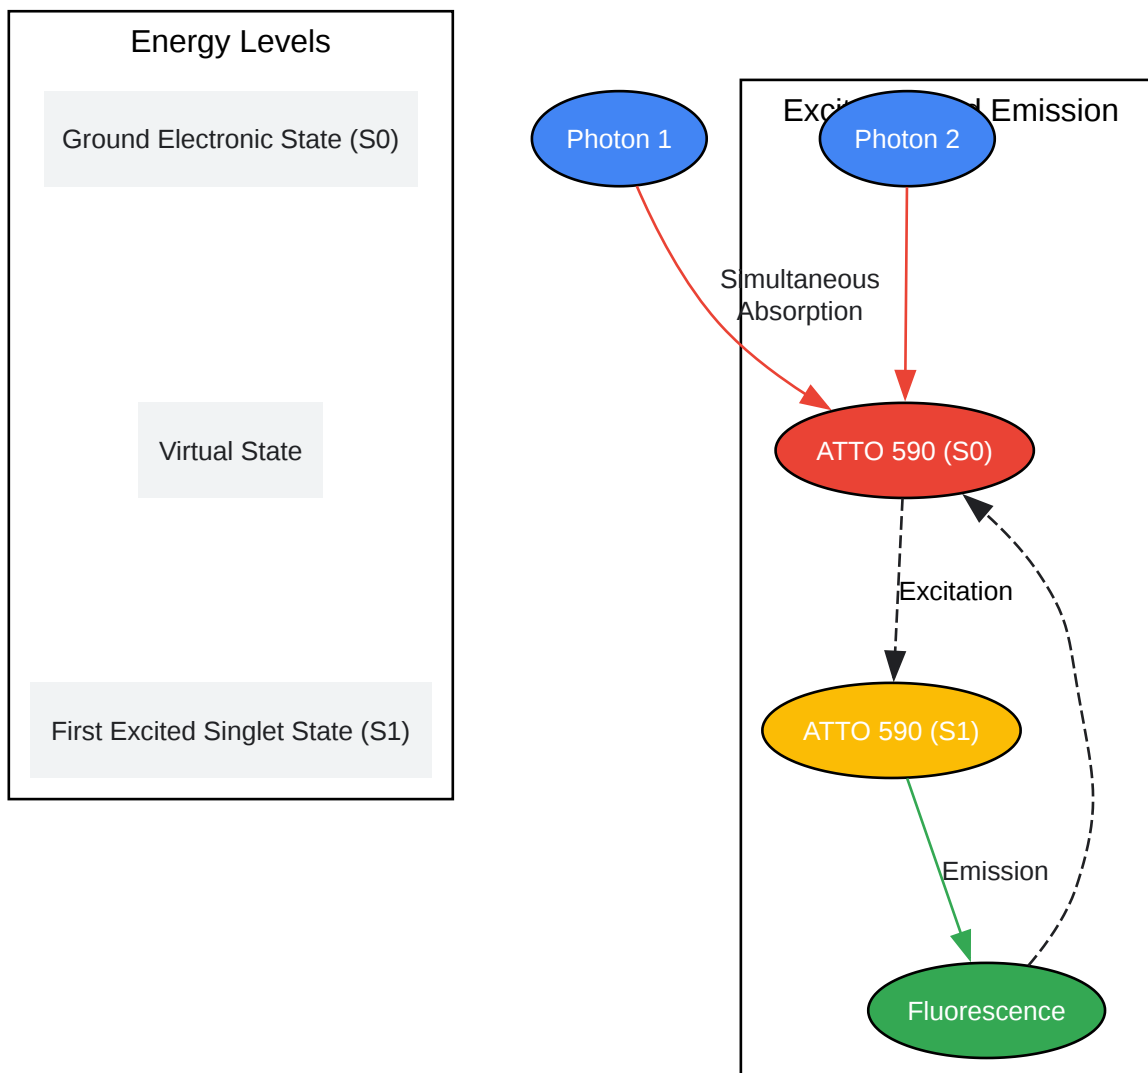 Energy Levels
Ground Electronic State (S0)
Virtual State
First Excited Singlet State (S1)
Emission
Photon 1
Photon 2
Simultaneous
Absorption
ATTO 590 (S0)
Excitation
ATTO 590 (S1)
Emission
Fluorescence